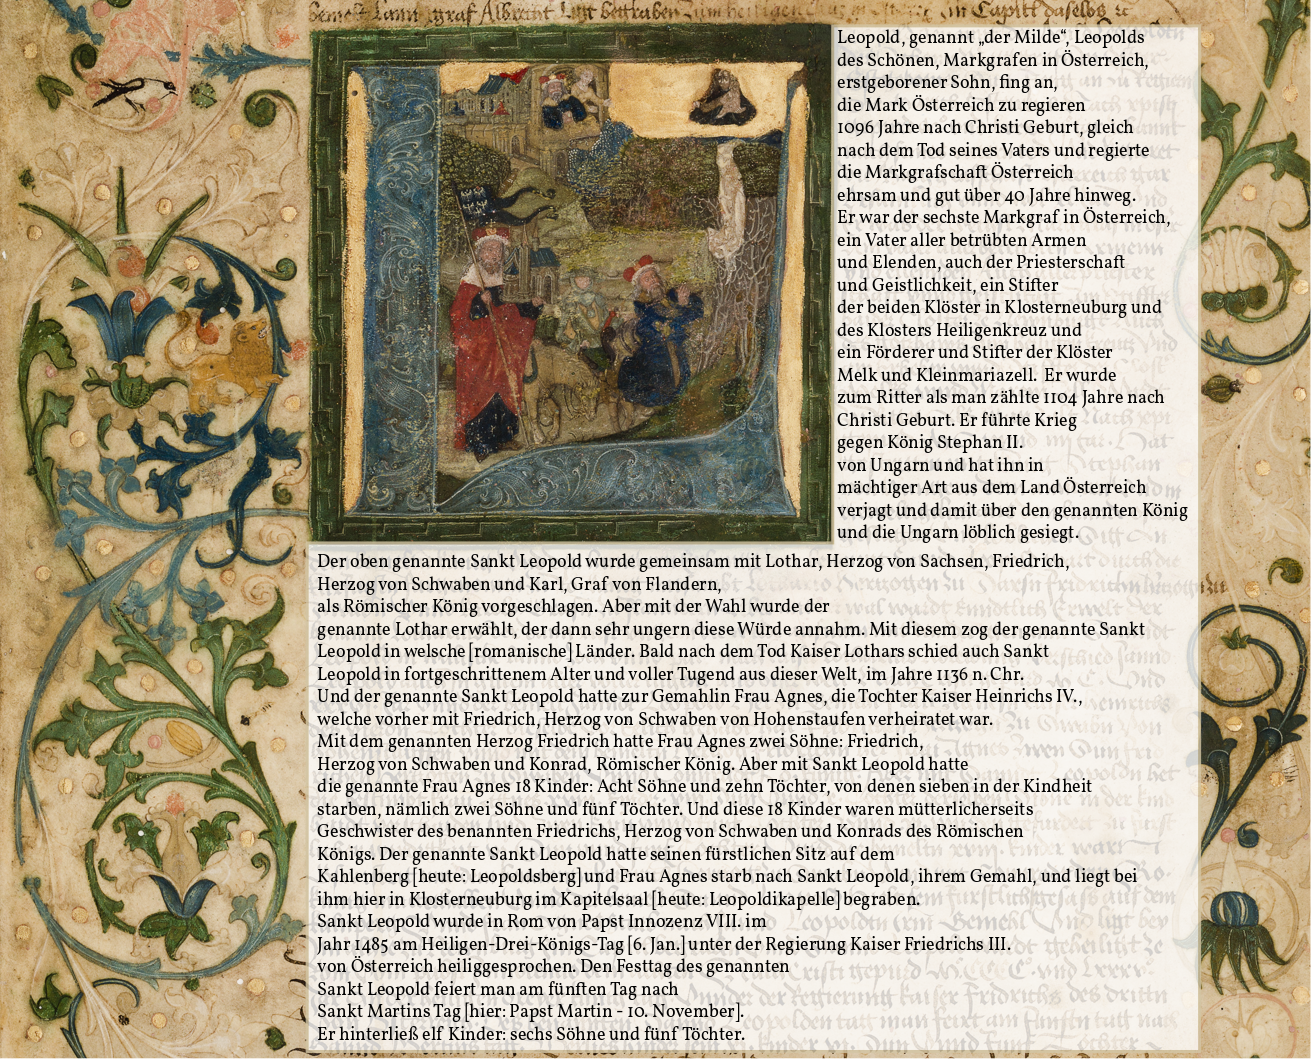 Leopold, genannt „der Milde“, Leopolds
des Schönen, Markgrafen in Österreich,
erstgeborener Sohn, fing an,
die Mark Österreich zu regieren
1096 Jahre nach Christi Geburt, gleich
nach dem Tod seines Vaters und regierte
die Markgrafschaft Österreich
ehrsam und gut über 40 Jahre hinweg.
Er war der sechste Markgraf in Österreich,
ein Vater aller betrübten Armen
und Elenden, auch der Priesterschaft
und Geistlichkeit, ein Stifter
der beiden Klöster in Klosterneuburg und
des Klosters Heiligenkreuz und
ein Förderer und Stifter der Klöster
Melk und Kleinmariazell. Er wurde
zum Ritter als man zählte 1104 Jahre nach
Christi Geburt. Er führte Krieg
gegen König Stephan II.
von Ungarn und hat ihn in
mächtiger Art aus dem Land Österreich
verjagt und damit über den genannten König
und die Ungarn löblich gesiegt.
Der oben genannte Sankt Leopold wurde gemeinsam mit Lothar, Herzog von Sachsen, Friedrich,
Herzog von Schwaben und Karl, Graf von Flandern,
als Römischer König vorgeschlagen. Aber mit der Wahl wurde der
genannte Lothar erwählt, der dann sehr ungern diese Würde annahm. Mit diesem zog der genannte Sankt
Leopold in welsche [romanische] Länder. Bald nach dem Tod Kaiser Lothars schied auch Sankt
Leopold in fortgeschrittenem Alter und voller Tugend aus dieser Welt, im Jahre 1136 n. Chr.
Und der genannte Sankt Leopold hatte zur Gemahlin Frau Agnes, die Tochter Kaiser Heinrichs IV.,
welche vorher mit Friedrich, Herzog von Schwaben von Hohenstaufen verheiratet war.
Mit dem genannten Herzog Friedrich hatte Frau Agnes zwei Söhne: Friedrich,
Herzog von Schwaben und Konrad, Römischer König. Aber mit Sankt Leopold hatte
die genannte Frau Agnes 18 Kinder: Acht Söhne und zehn Töchter, von denen sieben in der Kindheit
starben, nämlich zwei Söhne und fünf Töchter. Und diese 18 Kinder waren mütterlicherseits
Geschwister des benannten Friedrichs, Herzog von Schwaben und Konrads des Römischen
Königs. Der genannte Sankt Leopold hatte seinen fürstlichen Sitz auf dem
Kahlenberg [heute: Leopoldsberg] und Frau Agnes starb nach Sankt Leopold, ihrem Gemahl, und liegt bei
ihm hier in Klosterneuburg im Kapitelsaal [heute: Leopoldikapelle] begraben.
Sankt Leopold wurde in Rom von Papst Innozenz VIII. im
Jahr 1485 am Heiligen-Drei-Königs-Tag [6. Jan.] unter der Regierung Kaiser Friedrichs III.
von Österreich heiliggesprochen. Den Festtag des genannten
Sankt Leopold feiert man am fünften Tag nach
Sankt Martins Tag [hier: Papst Martin - 10. November].
Er hinterließ elf Kinder: sechs Söhne und fünf Töchter.